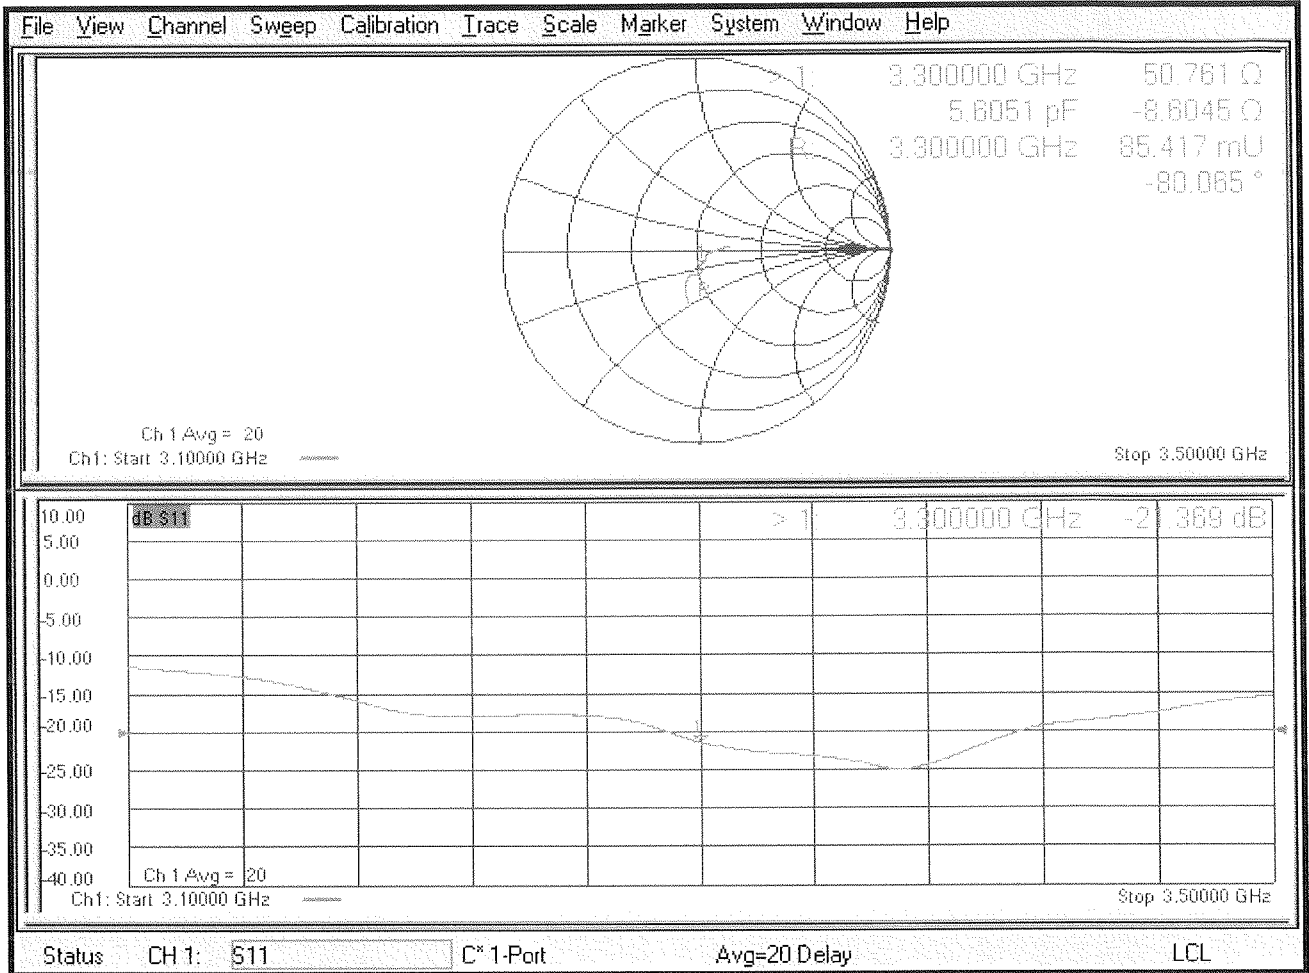 File View Channel Sweep Calibration Trace Scale Marker System Window Help
> 1: 3.300000 GHz 50.761 Ω
5.6051 pF -8.6045 Ω
R: 3.300000 GHz 85.417 mU
-80.065 °
Ch 1 Avg = 20
Ch1: Start 3.10000 GHz
Stop 3.50000 GHz
10.00
dB S11
> 1: 3.300000 GHz -21.369 dB
5.00
0.00
-5.00
-10.00
-15.00
-20.00
-25.00
-30.00
-35.00
-40.00
Ch 1 Avg = 20
Ch1: Start 3.10000 GHz
Stop 3.50000 GHz
Status CH 1: S11 C* 1-Port Avg=20 Delay LCL